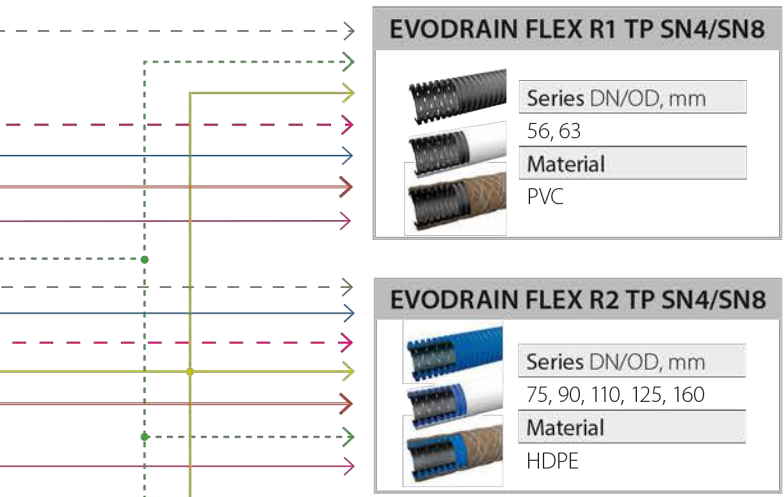 EVODRAIN FLEX R1 TP SN4/SN8
Series DN/OD, mm
56, 63
Material
PVC
EVODRAIN FLEX R2 TP SN4/SN8
Series DN/OD, mm
75, 90, 110, 125, 160
Material
HDPE